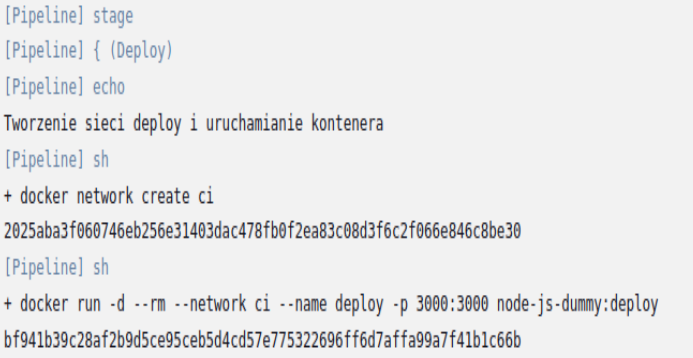 [Pipeline] stage
[Pipeline] { (Deploy)
[Pipeline] echo
Tworzenie sieci deploy i uruchamianie kontenera
[Pipeline] sh
+ docker network create ci
2025aba3f060746eb256e31403dac478fb0f2ea83c08d3f6c2f066e846c8be30
[Pipeline] sh
+ docker run -d --rm --network ci --name deploy -p 3000:3000 node-js-dummy:deploy
bf941b39c28af2b9d5ce95ceb5d4cd57e775322696ff6d7affa99a7f41b1c66b